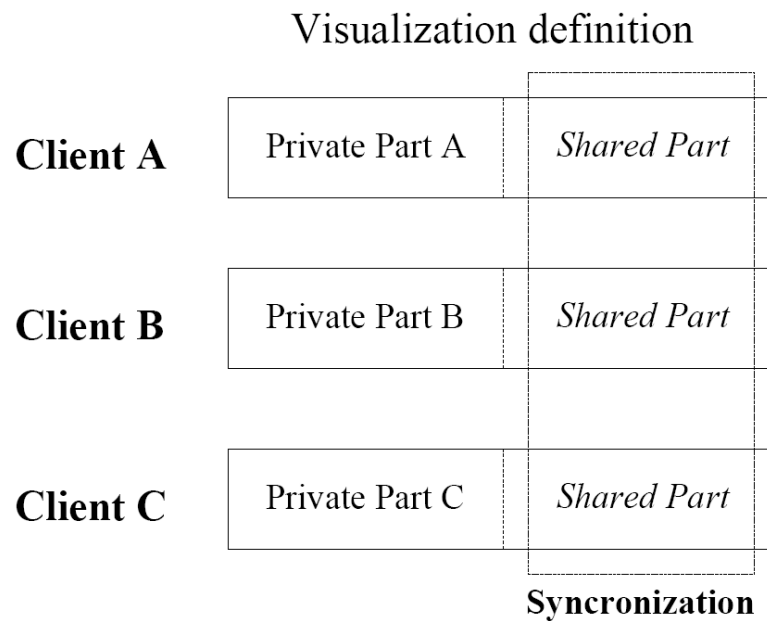 Visualization definition
Client A
Private Part A
Shared Part
Client B
Private Part B
Shared Part
Client C
Private Part C
Shared Part
Syncronization